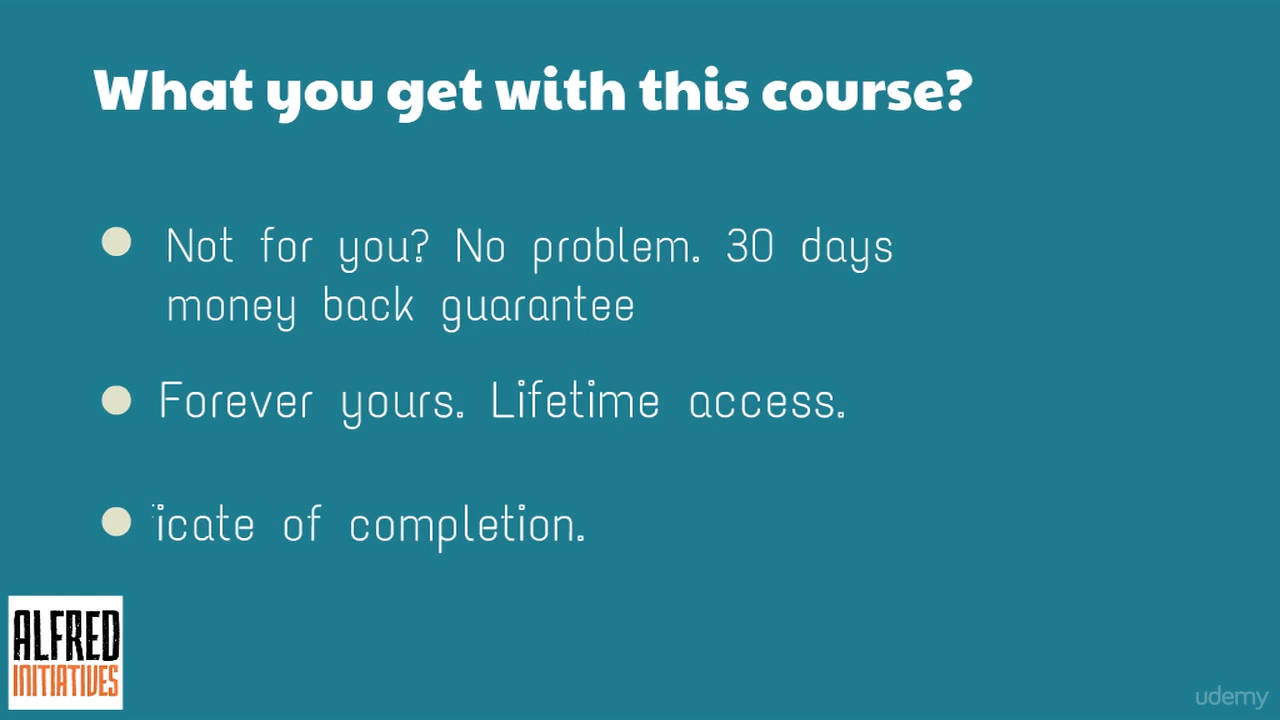 What you get with this course?
Not for you? No problem. 30 days
money back guarantee
Forever yours. Lifetime access.
icate of completion.
ALFRED
INITIATIVES
udemy